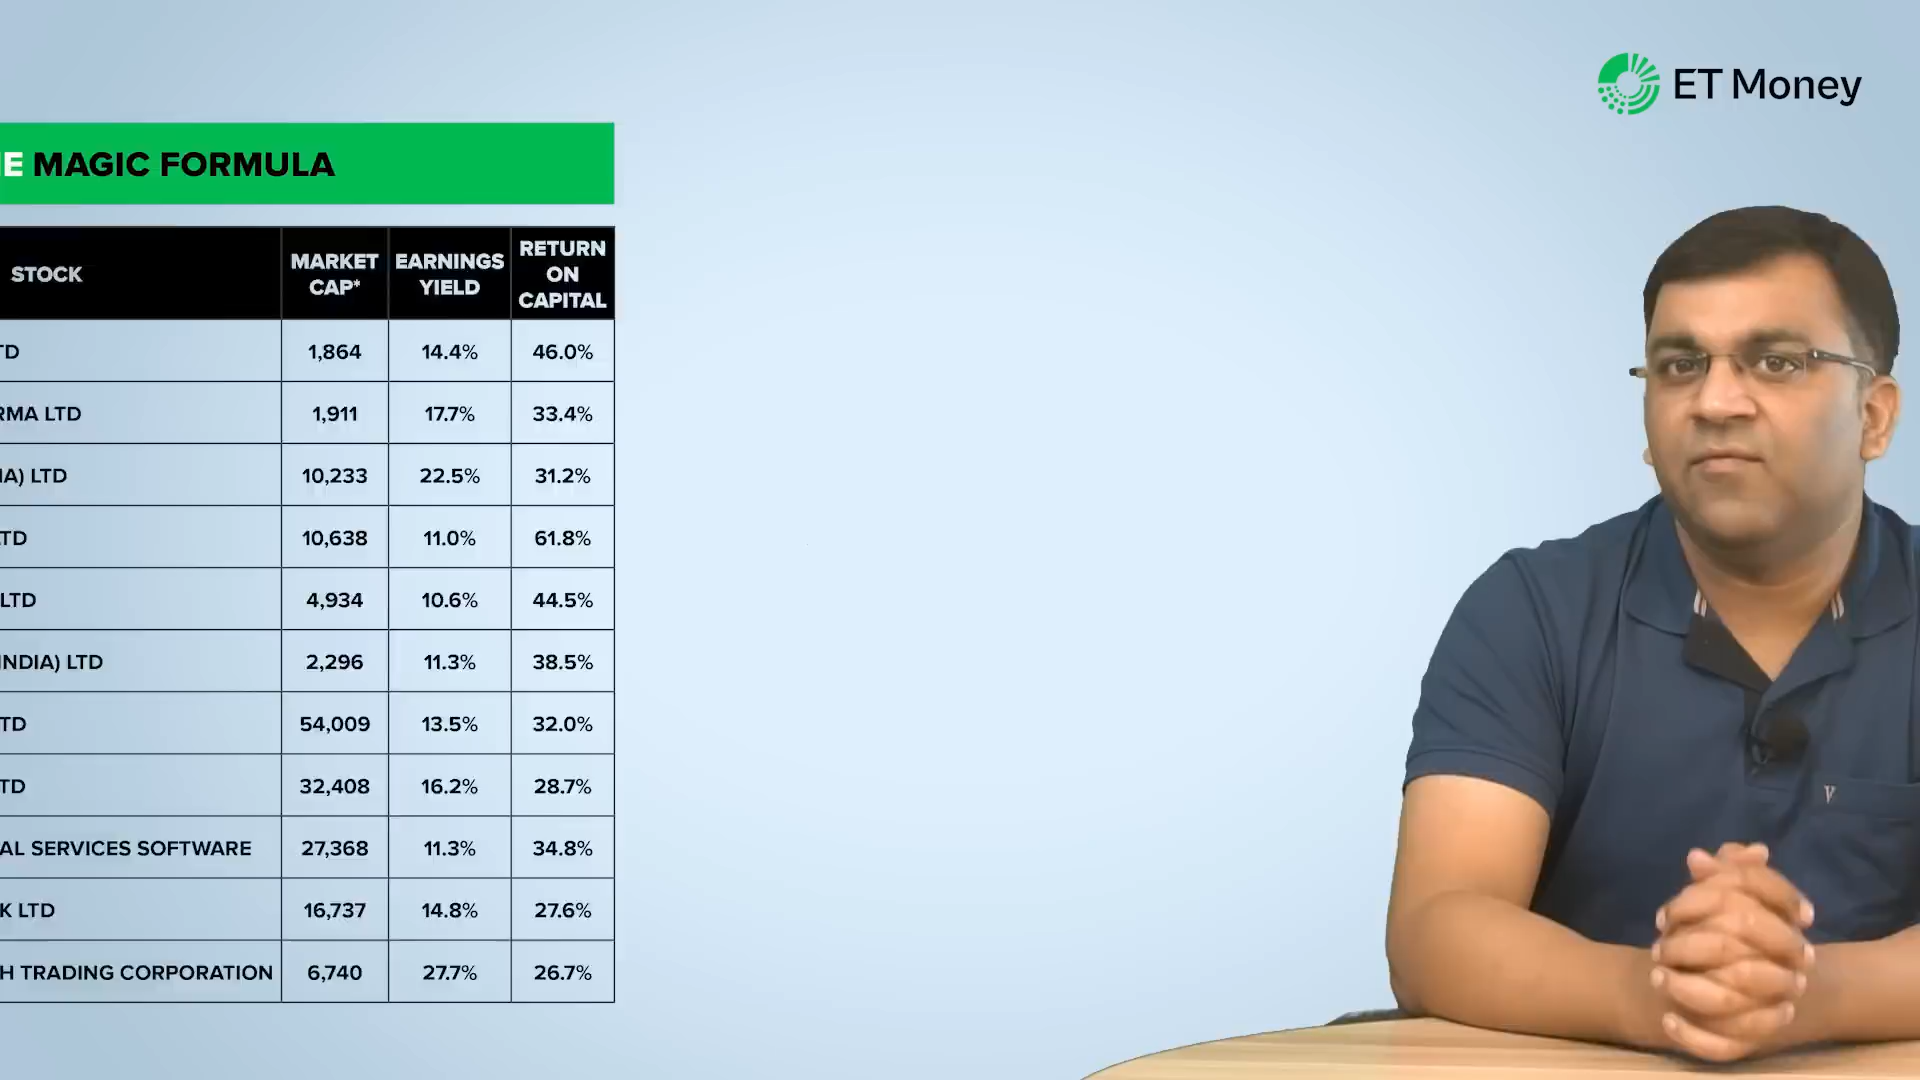 ET Money
E MAGIC FORMULA
STOCK MARKET CAP* EARNINGS YIELD RETURN ON CAPITAL
TD 1,864 14.4% 46.0%
RMA LTD 1,911 17.7% 33.4%
IA) LTD 10,233 22.5% 31.2%
TD 10,638 11.0% 61.8%
LTD 4,934 10.6% 44.5%
INDIA) LTD 2,296 11.3% 38.5%
TD 54,009 13.5% 32.0%
TD 32,408 16.2% 28.7%
AL SERVICES SOFTWARE 27,368 11.3% 34.8%
K LTD 16,737 14.8% 27.6%
H TRADING CORPORATION 6,740 27.7% 26.7%